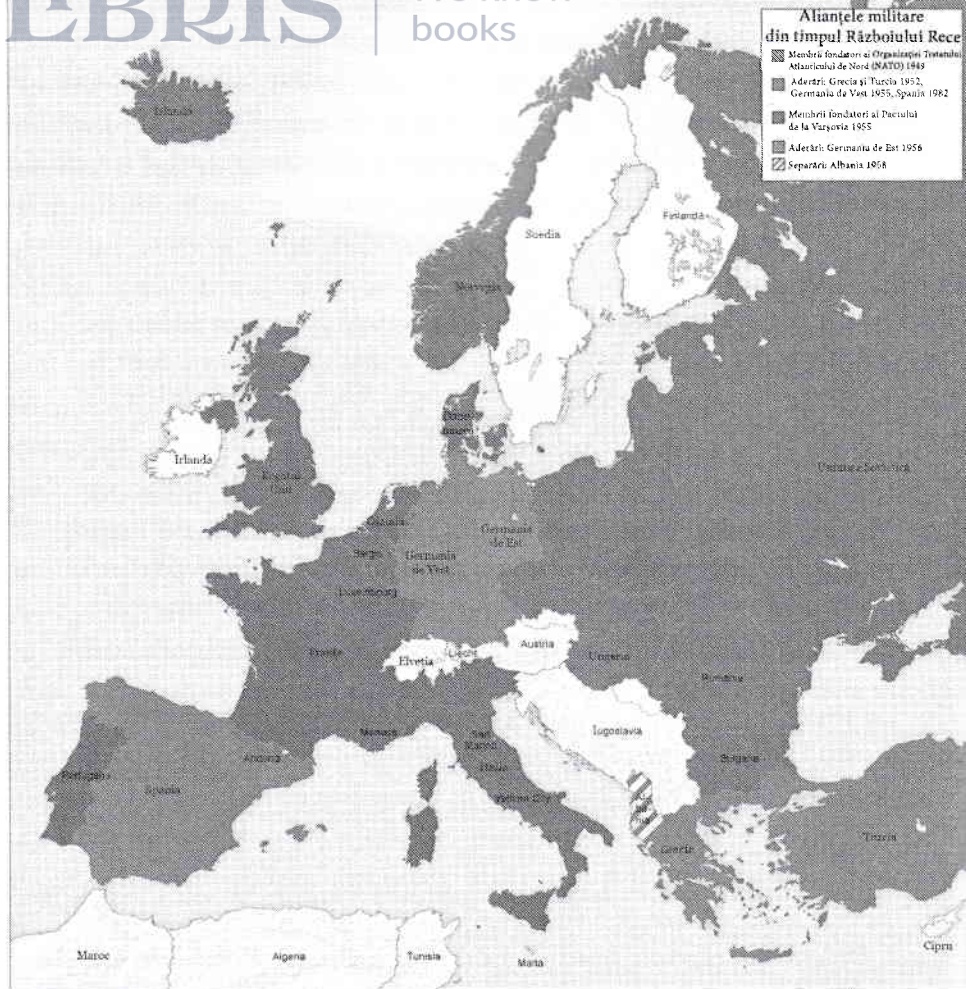 books
Alianțele militare
din timpul Războiului Rece
Membrii fondatori ai Organizației Tratatului
Atlanticului de Nord (NATO) 1949
Aderări: Grecia și Turcia 1952,
Germania de Vest 1955, Spania 1982
Membrii fondatori ai Pactului
de la Varșovia 1955
Aderări: Germania de Est 1956
Separări: Albania 1968
Islanda
Suedia
Finlanda
Norvegia
Irlanda
Regatul
Unit
Uniunea Sovietică
Olanda
Belgia
Germania
de Vest
Germania
de Est
Luxemburg
Franța
Elveția
Liecht
Austria
Ungaria
România
Monaco
San
Marino
Italia
Iugoslavia
Bulgaria
Andorra
Portugalia
Spania
Vatican City
Grecia
Turcia
Maroc
Algeria
Tunisia
Malta
Cipru